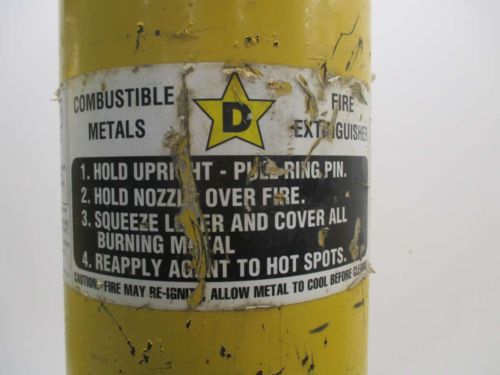 COMBUSTIBLE METALS
D
FIRE EXTINGUISHER
1. HOLD UPRIGHT - PULL RING PIN.
2. HOLD NOZZLE OVER FIRE.
3. SQUEEZE LEVER AND COVER ALL
BURNING METAL
4. REAPPLY AGENT TO HOT SPOTS.
CAUTION: FIRE MAY RE-IGNITE, ALLOW METAL TO COOL BEFORE